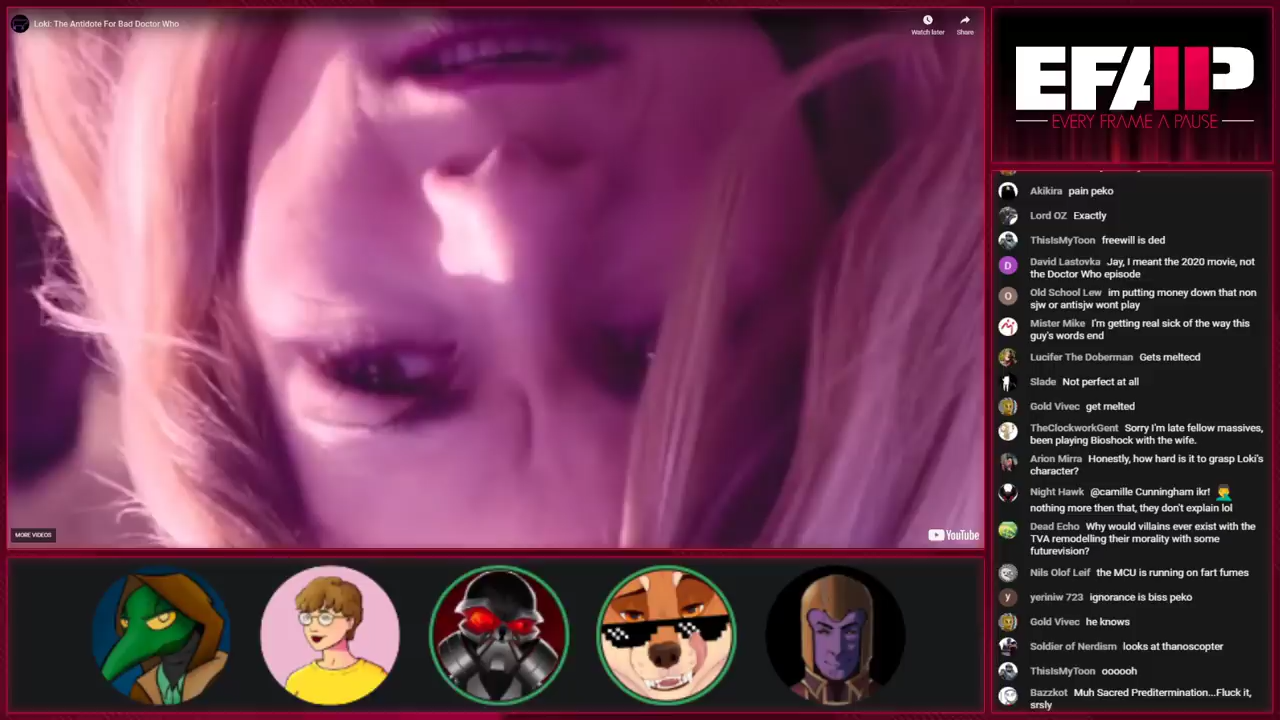 Loki: The Antidote For Bad Doctor Who
Watch later
Share
MORE VIDEOS
YouTube
EFAP
EVERY FRAME A PAUSE
Akikira pain peko
Lord OZ Exactly
ThisIsMyToon freewill is ded
D
David Lastovka Jay, I meant the 2020 movie, not
the Doctor Who episode
O
Old School Lew im putting money down that non
sjw or antisjw wont play
Mister Mike I'm getting real sick of the way this
guy's words end
Lucifer The Doberman Gets meltecd
Slade Not perfect at all
Gold Vivec get melted
TheClockworkGent Sorry I'm late fellow massives,
been playing Bioshock with the wife.
Arion Mirra Honestly, how hard is it to grasp Loki's
character?
Night Hawk @camille Cunningham ikr! 🤦‍♂️
nothing more then that, they don't explain lol
Dead Echo Why would villains ever exist with the
TVA remodelling their morality with some
futurevision?
Nils Olof Leif the MCU is running on fart fumes
y
yeriniw 723 ignorance is biss peko
Gold Vivec he knows
Soldier of Nerdism looks at thanoscopter
ThisIsMyToon oooooh
Bazzkot Muh Sacred Preditermination...Fluck it,
srsly